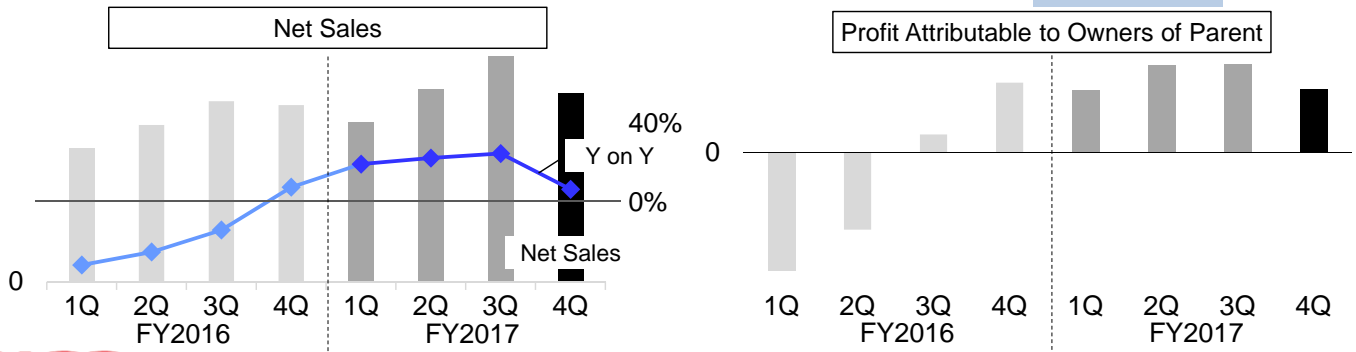 Net Sales
40%
Y on Y
0%
Net Sales
0
1Q 2Q 3Q 4Q 1Q 2Q 3Q 4Q
FY2016 FY2017
Profit Attributable to Owners of Parent
0
1Q 2Q 3Q 4Q 1Q 2Q 3Q 4Q
FY2016 FY2017